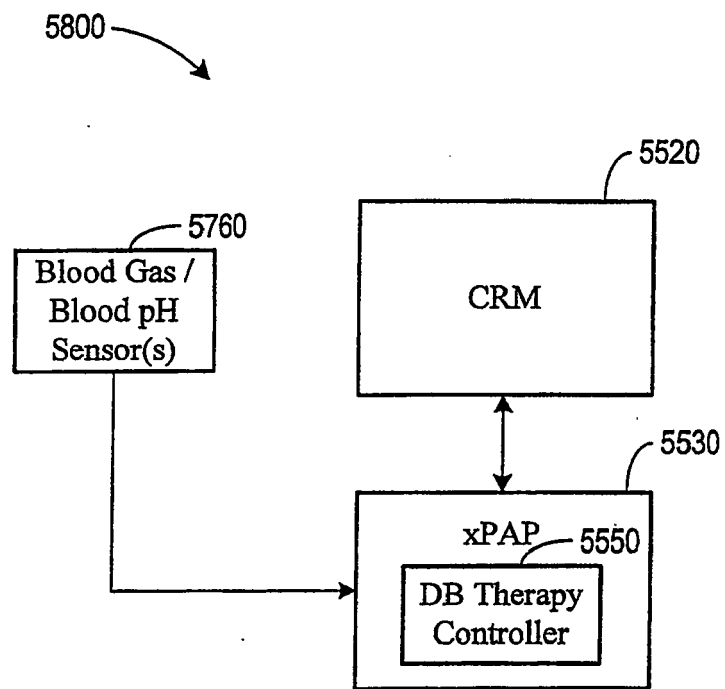 5800
5520
5760
Blood Gas /
Blood pH
Sensor(s)
CRM
5530
xPAP
5550
DB Therapy
Controller